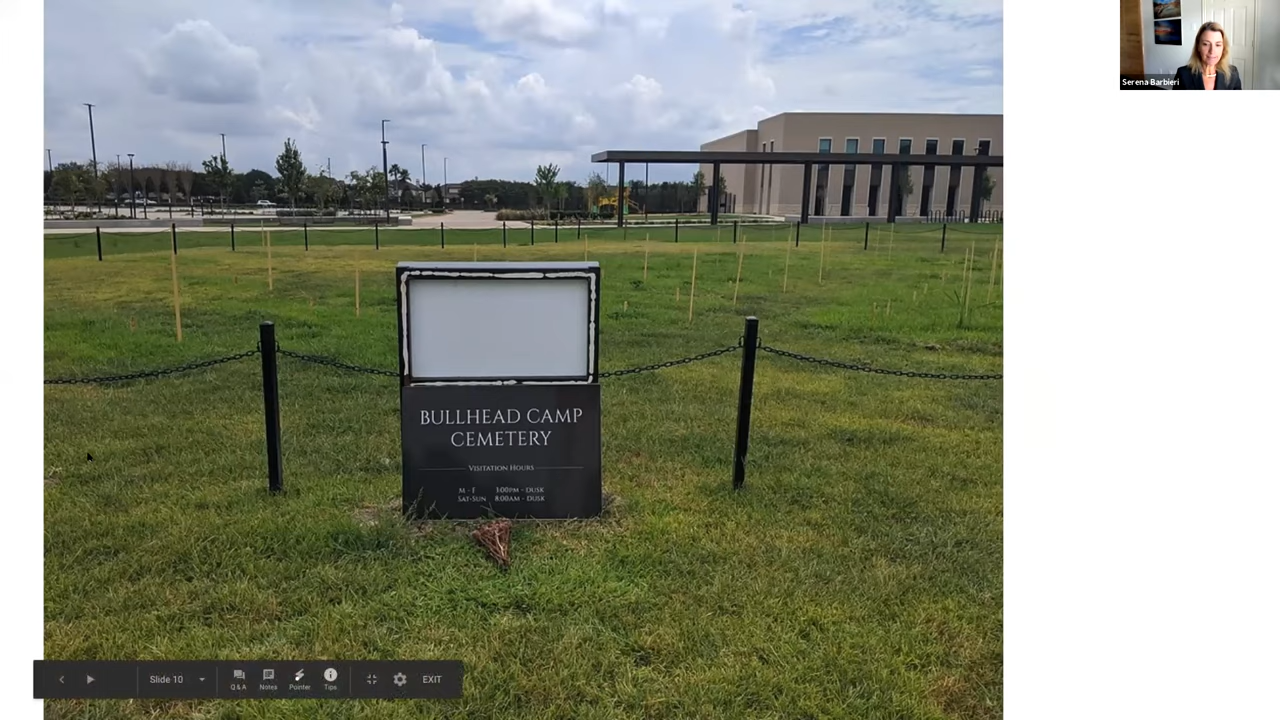 Serena Barbieri
BULLHEAD CAMP
CEMETERY
VISITATION HOURS
M - F 3:00PM - DUSK
SAT-SUN 8:00AM - DUSK
Slide 10
Q & A
Notes
Pointer
Tips
EXIT